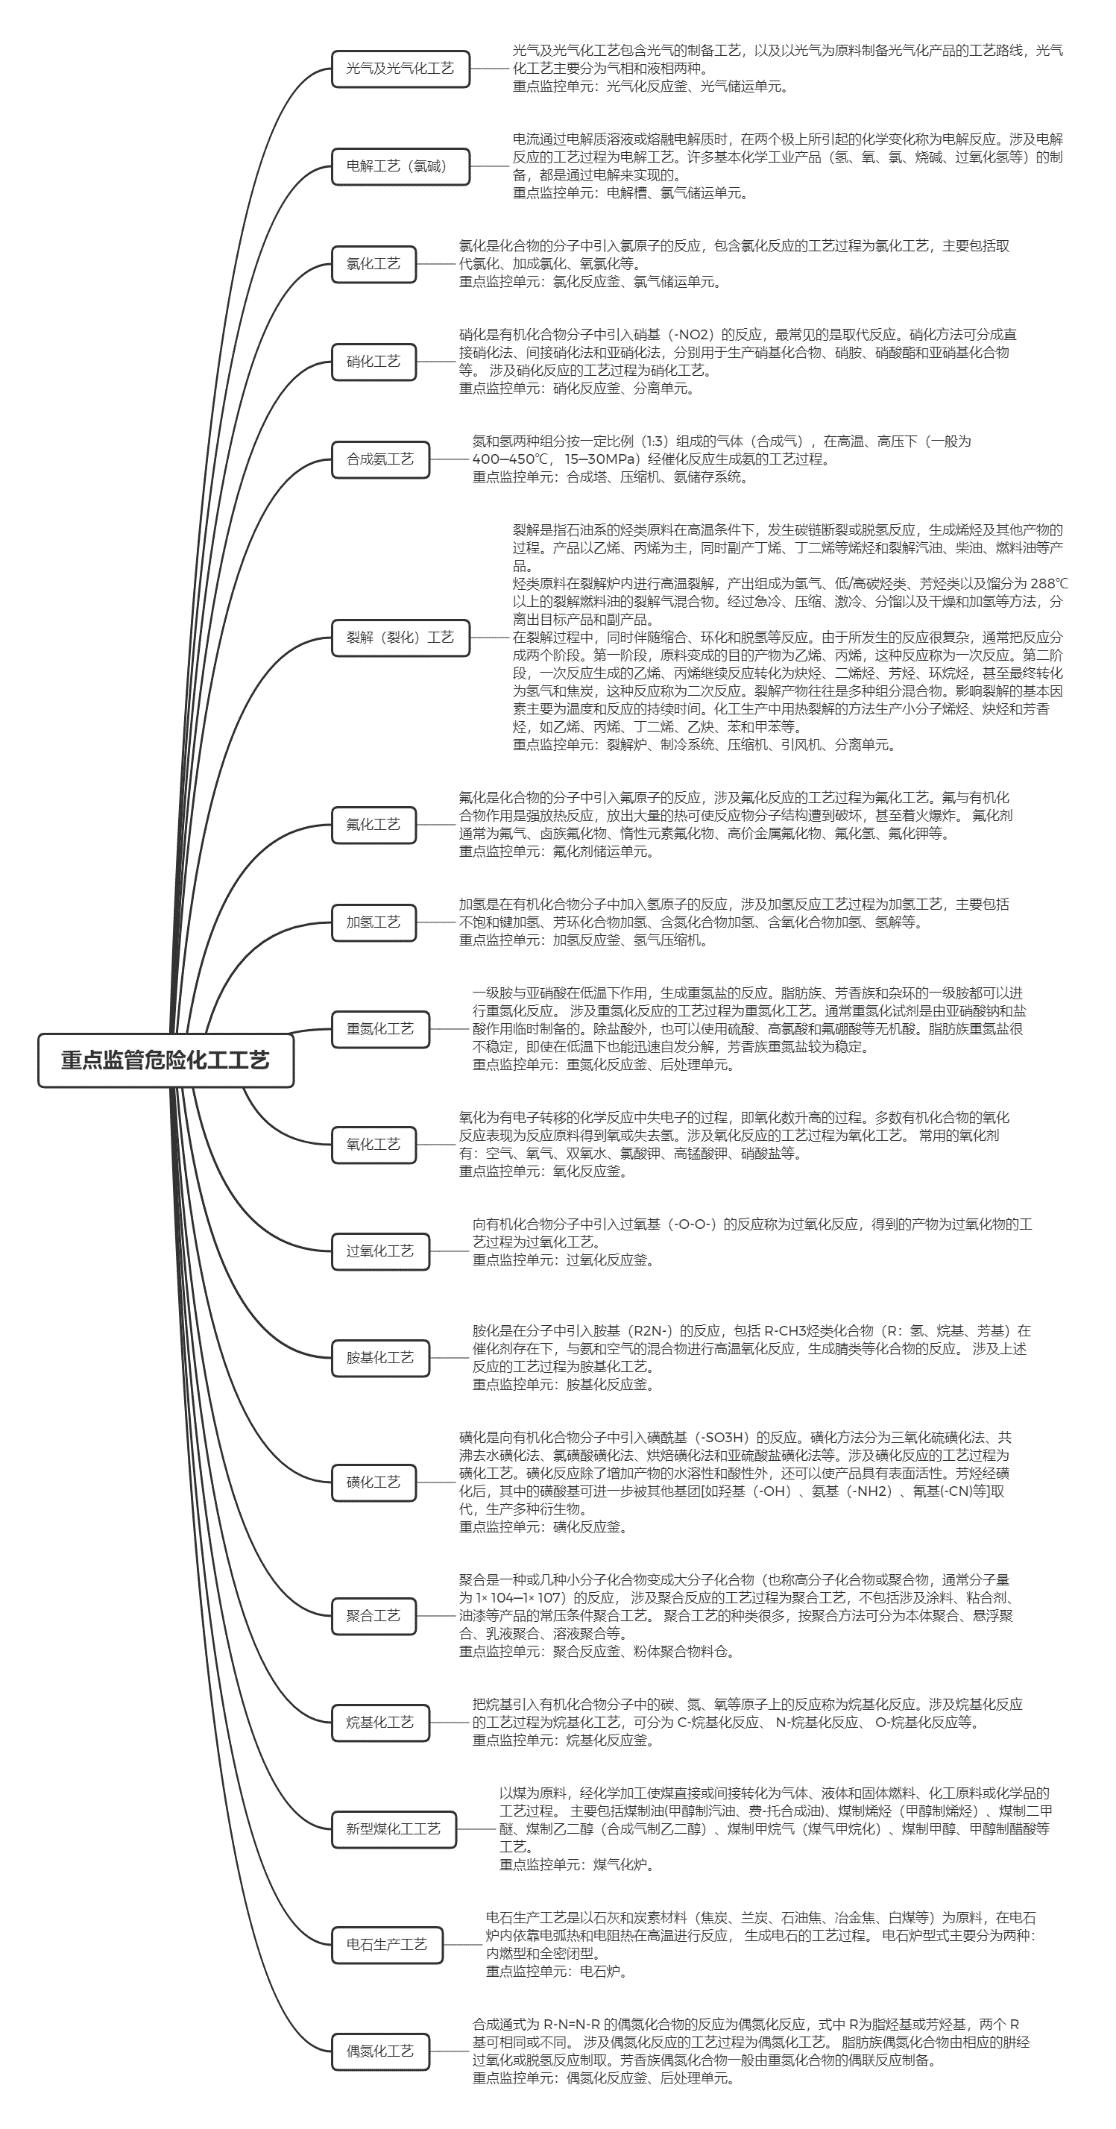 重点监管危险化工工艺
光气及光气化工艺
光气及光气化工艺包含光气的制备工艺，以及以光气为原料制备光气化产品的工艺路线，光气
化工艺主要分为气相和液相两种。
重点监控单元：光气化反应釜、光气储运单元。
电解工艺（氯碱）
电流通过电解质溶液或熔融电解质时，在两个极上所引起的化学变化称为电解反应。涉及电解
反应的工艺过程为电解工艺。许多基本化学工业产品（氢、氧、氯、烧碱、过氧化氢等）的制
备，都是通过电解来实现的。
重点监控单元：电解槽、氯气储运单元。
氯化工艺
氯化是化合物的分子中引入氯原子的反应，包含氯化反应的工艺过程为氯化工艺，主要包括取
代氯化、加成氯化、氧氯化等。
重点监控单元：氯化反应釜、氯气储运单元。
硝化工艺
硝化是有机化合物分子中引入硝基（-NO2）的反应，最常见的是取代反应。硝化方法可分成直
接硝化法、间接硝化法和亚硝化法，分别用于生产硝基化合物、硝胺、硝酸酯和亚硝基化合物
等。 涉及硝化反应的工艺过程为硝化工艺。
重点监控单元：硝化反应釜、分离单元。
合成氨工艺
氮和氢两种组分按一定比例（1:3）组成的气体（合成气），在高温、高压下（一般为
400—450℃， 15—30MPa）经催化反应生成氨的工艺过程。
重点监控单元：合成塔、压缩机、氨储存系统。
裂解（裂化）工艺
裂解是指石油系的烃类原料在高温条件下，发生碳链断裂或脱氢反应，生成烯烃及其他产物的
过程。产品以乙烯、丙烯为主，同时副产丁烯、丁二烯等烯烃和裂解汽油、柴油、燃料油等产
品。
烃类原料在裂解炉内进行高温裂解，产出组成为氢气、低/高碳烃类、芳烃类以及馏分为 288℃
以上的裂解燃料油的裂解气混合物。经过急冷、压缩、激冷、分馏以及干燥和加氢等方法，分
离出目标产品和副产品。
在裂解过程中，同时伴随缩合、环化和脱氢等反应。由于所发生的反应很复杂，通常把反应分
成两个阶段。第一阶段，原料变成的目的产物为乙烯、丙烯，这种反应称为一次反应。第二阶
段，一次反应生成的乙烯、丙烯继续反应转化为炔烃、二烯烃、芳烃、环烷烃，甚至最终转化
为氢气和焦炭，这种反应称为二次反应。裂解产物往往是多种组分混合物。影响裂解的基本因
素主要为温度和反应的持续时间。化工生产中用热裂解的方法生产小分子烯烃、炔烃和芳香
烃，如乙烯、丙烯、丁二烯、乙炔、苯和甲苯等。
重点监控单元：裂解炉、制冷系统、压缩机、引风机、分离单元。
氟化工艺
氟化是化合物的分子中引入氟原子的反应，涉及氟化反应的工艺过程为氟化工艺。氟与有机化
合物作用是强放热反应，放出大量的热可使反应物分子结构遭到破坏，甚至着火爆炸。 氟化剂
通常为氟气、卤族氟化物、惰性元素氟化物、高价金属氟化物、氟化氢、氟化钾等。
重点监控单元：氟化剂储运单元。
加氢工艺
加氢是在有机化合物分子中加入氢原子的反应，涉及加氢反应工艺过程为加氢工艺，主要包括
不饱和键加氢、芳环化合物加氢、含氮化合物加氢、含氧化合物加氢、氢解等。
重点监控单元：加氢反应釜、氢气压缩机。
重氮化工艺
一级胺与亚硝酸在低温下作用，生成重氮盐的反应。脂肪族、芳香族和杂环的一级胺都可以进
行重氮化反应。 涉及重氮化反应的工艺过程为重氮化工艺。通常重氮化试剂是由亚硝酸钠和盐
酸作用临时制备的。除盐酸外，也可以使用硫酸、高氯酸和氟硼酸等无机酸。脂肪族重氮盐很
不稳定，即使在低温下也能迅速自发分解，芳香族重氮盐较为稳定。
重点监控单元：重氮化反应釜、后处理单元。
氧化工艺
氧化为有电子转移的化学反应中失电子的过程，即氧化数升高的过程。多数有机化合物的氧化
反应表现为反应原料得到氧或失去氢。涉及氧化反应的工艺过程为氧化工艺。 常用的氧化剂
有：空气、氧气、双氧水、氯酸钾、高锰酸钾、硝酸盐等。
重点监控单元：氧化反应釜。
过氧化工艺
向有机化合物分子中引入过氧基（-O-O-）的反应称为过氧化反应，得到的产物为过氧化物的工
艺过程为过氧化工艺。
重点监控单元：过氧化反应釜。
胺基化工艺
胺化是在分子中引入胺基（R2N-）的反应，包括 R-CH3烃类化合物（R：氢、烷基、芳基）在
催化剂存在下，与氨和空气的混合物进行高温氧化反应，生成腈类等化合物的反应。 涉及上述
反应的工艺过程为胺基化工艺。
重点监控单元：胺基化反应釜。
磺化工艺
磺化是向有机化合物分子中引入磺酰基（-SO3H）的反应。磺化方法分为三氧化硫磺化法、共
沸去水磺化法、氯磺酸磺化法、烘焙磺化法和亚硫酸盐磺化法等。涉及磺化反应的工艺过程为
磺化工艺。磺化反应除了增加产物的水溶性和酸性外，还可以使产品具有表面活性。芳烃经磺
化后，其中的磺酸基可进一步被其他基团[如羟基（-OH）、氨基（-NH2）、氰基(-CN)等]取
代，生产多种衍生物。
重点监控单元：磺化反应釜。
聚合工艺
聚合是一种或几种小分子化合物变成大分子化合物（也称高分子化合物或聚合物，通常分子量
为 1× 104—1× 107）的反应， 涉及聚合反应的工艺过程为聚合工艺，不包括涉及涂料、粘合剂、
油漆等产品的常压条件聚合工艺。 聚合工艺的种类很多，按聚合方法可分为本体聚合、悬浮聚
合、乳液聚合、溶液聚合等。
重点监控单元：聚合反应釜、粉体聚合物料仓。
烷基化工艺
把烷基引入有机化合物分子中的碳、氮、氧等原子上的反应称为烷基化反应。涉及烷基化反应
的工艺过程为烷基化工艺，可分为 C-烷基化反应、 N-烷基化反应、 O-烷基化反应等。
重点监控单元：烷基化反应釜。
新型煤化工工艺
以煤为原料，经化学加工使煤直接或间接转化为气体、液体和固体燃料、化工原料或化学品的
工艺过程。 主要包括煤制油(甲醇制汽油、费-托合成油)、煤制烯烃（甲醇制烯烃）、煤制二甲
醚、煤制乙二醇（合成气制乙二醇）、煤制甲烷气（煤气甲烷化）、煤制甲醇、甲醇制醋酸等
工艺。
重点监控单元：煤气化炉。
电石生产工艺
电石生产工艺是以石灰和炭素材料（焦炭、兰炭、石油焦、冶金焦、白煤等）为原料，在电石
炉内依靠电弧热和电阻热在高温进行反应， 生成电石的工艺过程。 电石炉型式主要分为两种：
内燃型和全密闭型。
重点监控单元：电石炉。
偶氮化工艺
合成通式为 R-N=N-R 的偶氮化合物的反应为偶氮化反应，式中 R为脂烃基或芳烃基，两个 R
基可相同或不同。 涉及偶氮化反应的工艺过程为偶氮化工艺。 脂肪族偶氮化合物由相应的肼经
过氧化或脱氢反应制取。芳香族偶氮化合物一般由重氮化合物的偶联反应制备。
重点监控单元：偶氮化反应釜、后处理单元。